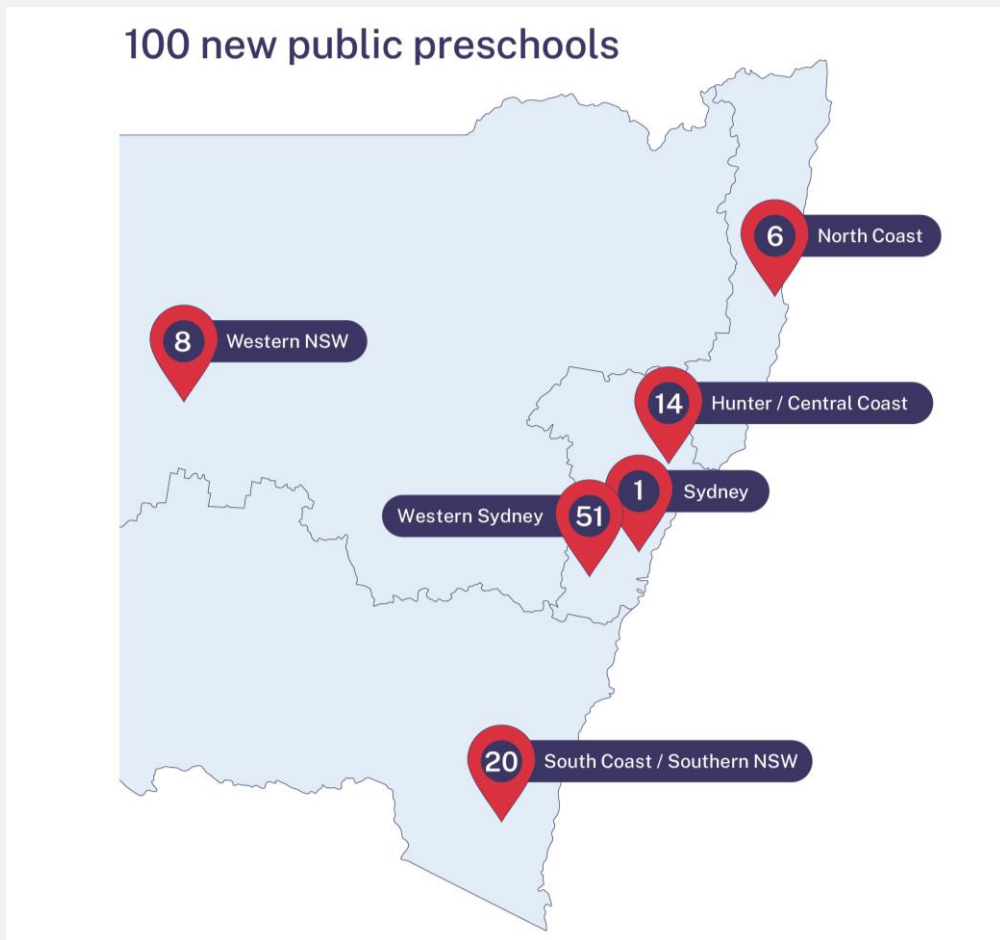 100 new public preschools
6 North Coast
8 Western NSW
14 Hunter / Central Coast
1 Sydney
Western Sydney 51
20 South Coast / Southern NSW